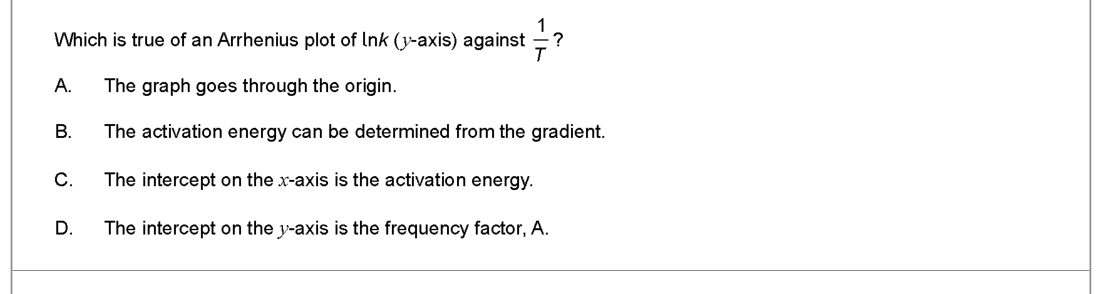 Which is true of an Arrhenius plot of lnk (y-axis) against 1/T ?
A. The graph goes through the origin.
B. The activation energy can be determined from the gradient.
C. The intercept on the x-axis is the activation energy.
D. The intercept on the y-axis is the frequency factor, A.